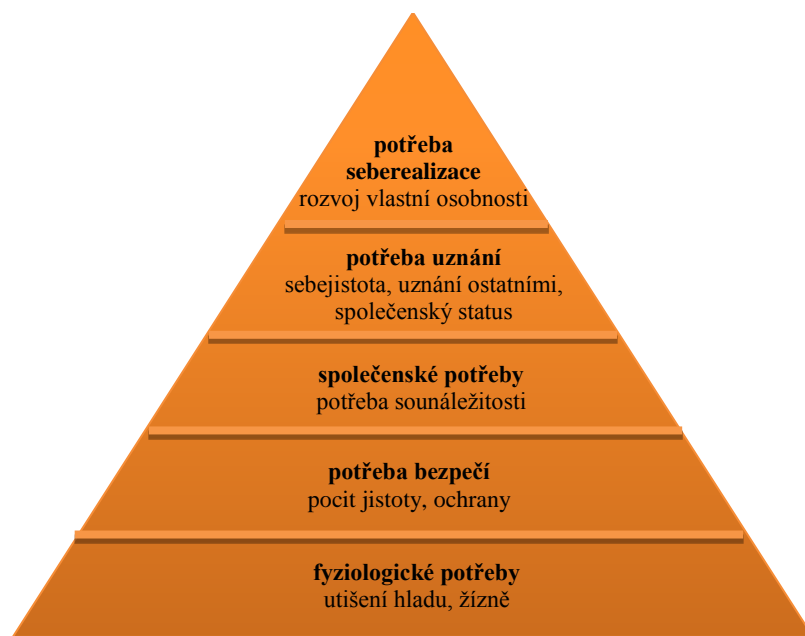 potřeba
seberealizace
rozvoj vlastní osobnosti
potřeba uznání
sebejistota, uznání ostatními,
společenský status
společenské potřeby
potřeba sounáležitosti
potřeba bezpečí
pocit jistoty, ochrany
fyziologické potřeby
utišení hladu, žízně